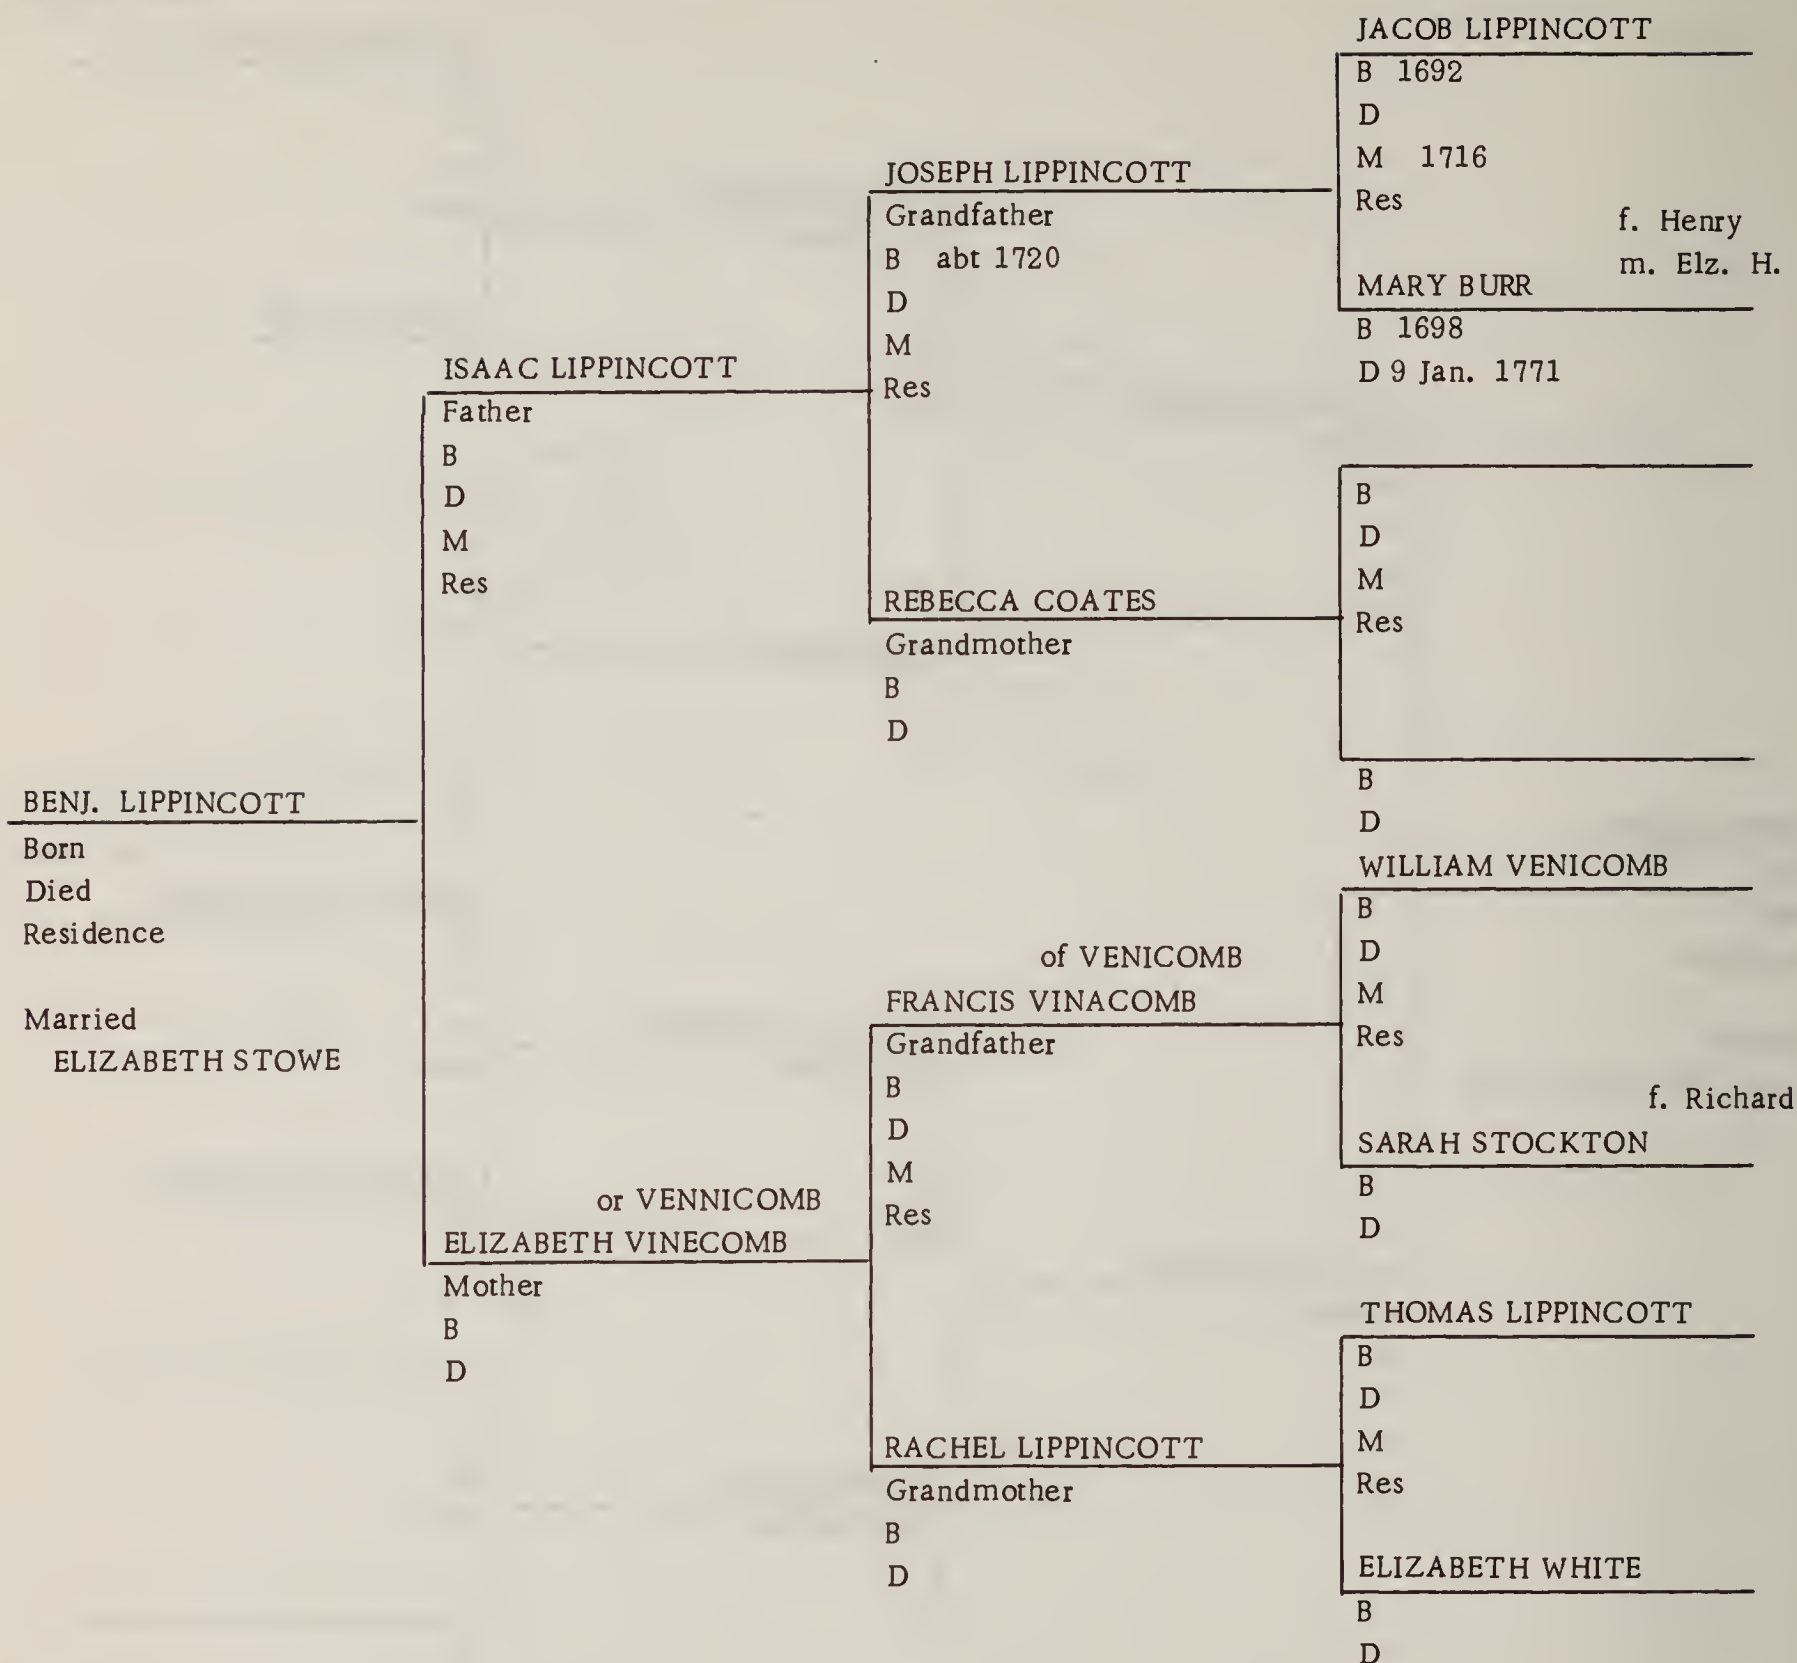 BENJ. LIPPINCOTT
Born
Died
Residence
Married
ELIZABETH STOWE
ISAAC LIPPINCOTT
Father
B
D
M
Res
or VENNICOMB
ELIZABETH VINECOMB
Mother
B
D
JOSEPH LIPPINCOTT
Grandfather
B abt 1720
D
M
Res
REBECCA COATES
Grandmother
B
D
of VENICOMB
FRANCIS VINACOMB
Grandfather
B
D
M
Res
RACHEL LIPPINCOTT
Grandmother
B
D
JACOB LIPPINCOTT
B 1692
D
M 1716
Res
f. Henry
m. Elz. H.
MARY BURR
B 1698
D 9 Jan. 1771
B
D
M
Res
B
D
WILLIAM VENICOMB
B
D
M
Res
f. Richard
SARAH STOCKTON
B
D
THOMAS LIPPINCOTT
B
D
M
Res
ELIZABETH WHITE
B
D